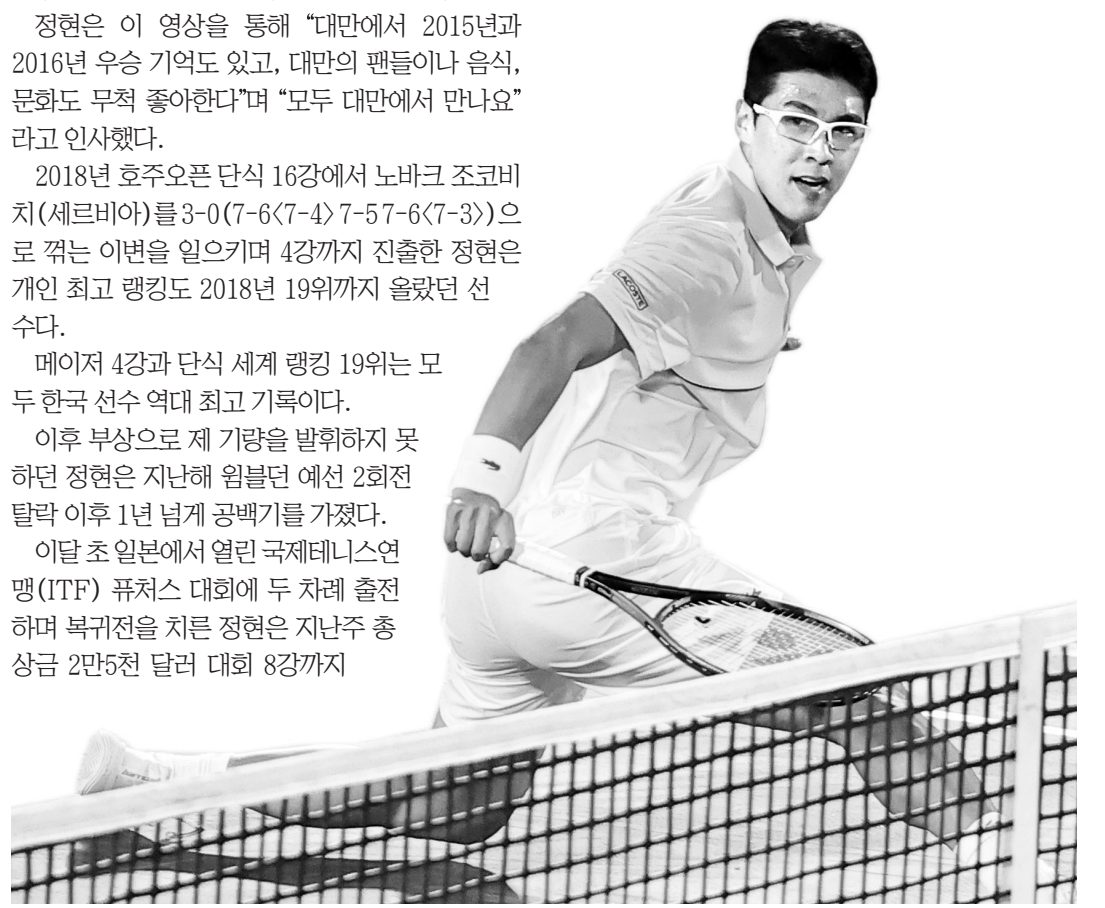 정현은 이 영상을 통해 “대만에서 2015년과
2016년 우승 기억도 있고, 대만의 팬들이나 음식,
문화도 무척 좋아한다”며 “모두 대만에서 만나요”
라고 인사했다.
2018년 호주오픈 단식 16강에서 노바크 조코비
치(세르비아)를 3-0(7-6<7-4> 7-5 7-6<7-3>)으
로 꺾는 이변을 일으키며 4강까지 진출한 정현은
개인 최고 랭킹도 2018년 19위까지 올랐던 선
수다.
메이저 4강과 단식 세계 랭킹 19위는 모
두 한국 선수 역대 최고 기록이다.
이후 부상으로 제 기량을 발휘하지 못
하던 정현은 지난해 윔블던 예선 2회전
탈락 이후 1년 넘게 공백기를 가졌다.
이달 초 일본에서 열린 국제테니스연
맹(ITF) 퓨처스 대회에 두 차례 출전
하며 복귀전을 치른 정현은 지난주 총
상금 2만5천 달러 대회 8강까지
LACOSTE